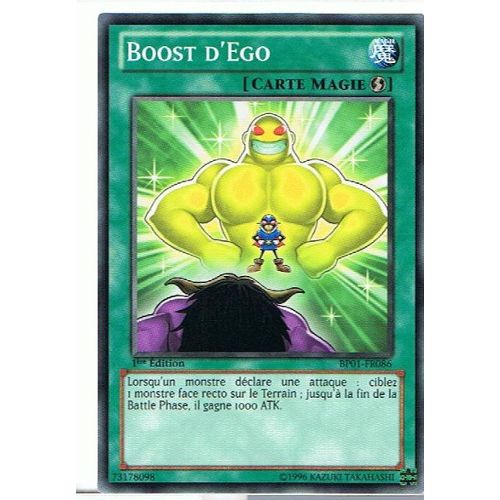 BOOST D'EGO
[CARTE MAGIE]
1ère Edition
BP01-FR086
Lorsqu'un monstre déclare une attaque : ciblez
1 monstre face recto sur le Terrain ; jusqu'à la fin de la
Battle Phase, il gagne 1000 ATK.
73178098
©1996 KAZUKI TAKAHASHI